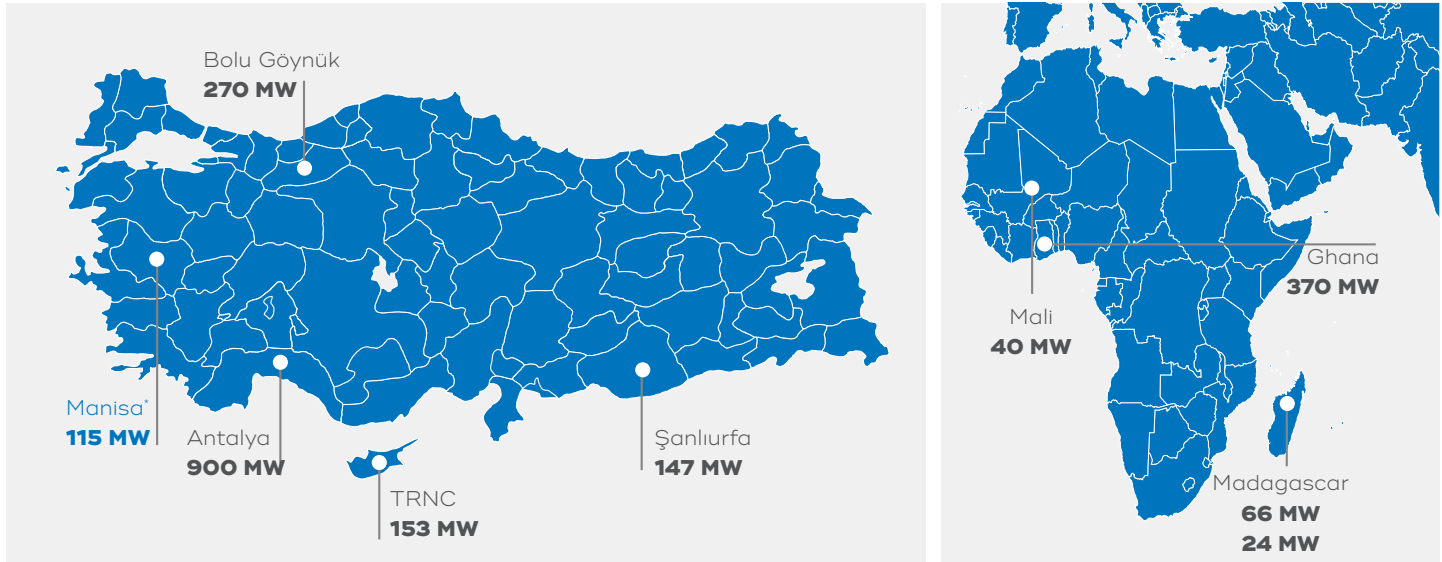 Bolu Göynük
270 MW
Manisa*
115 MW
Antalya
900 MW
TRNC
153 MW
Şanlıurfa
147 MW
Mali
40 MW
Ghana
370 MW
Madagascar
66 MW
24 MW